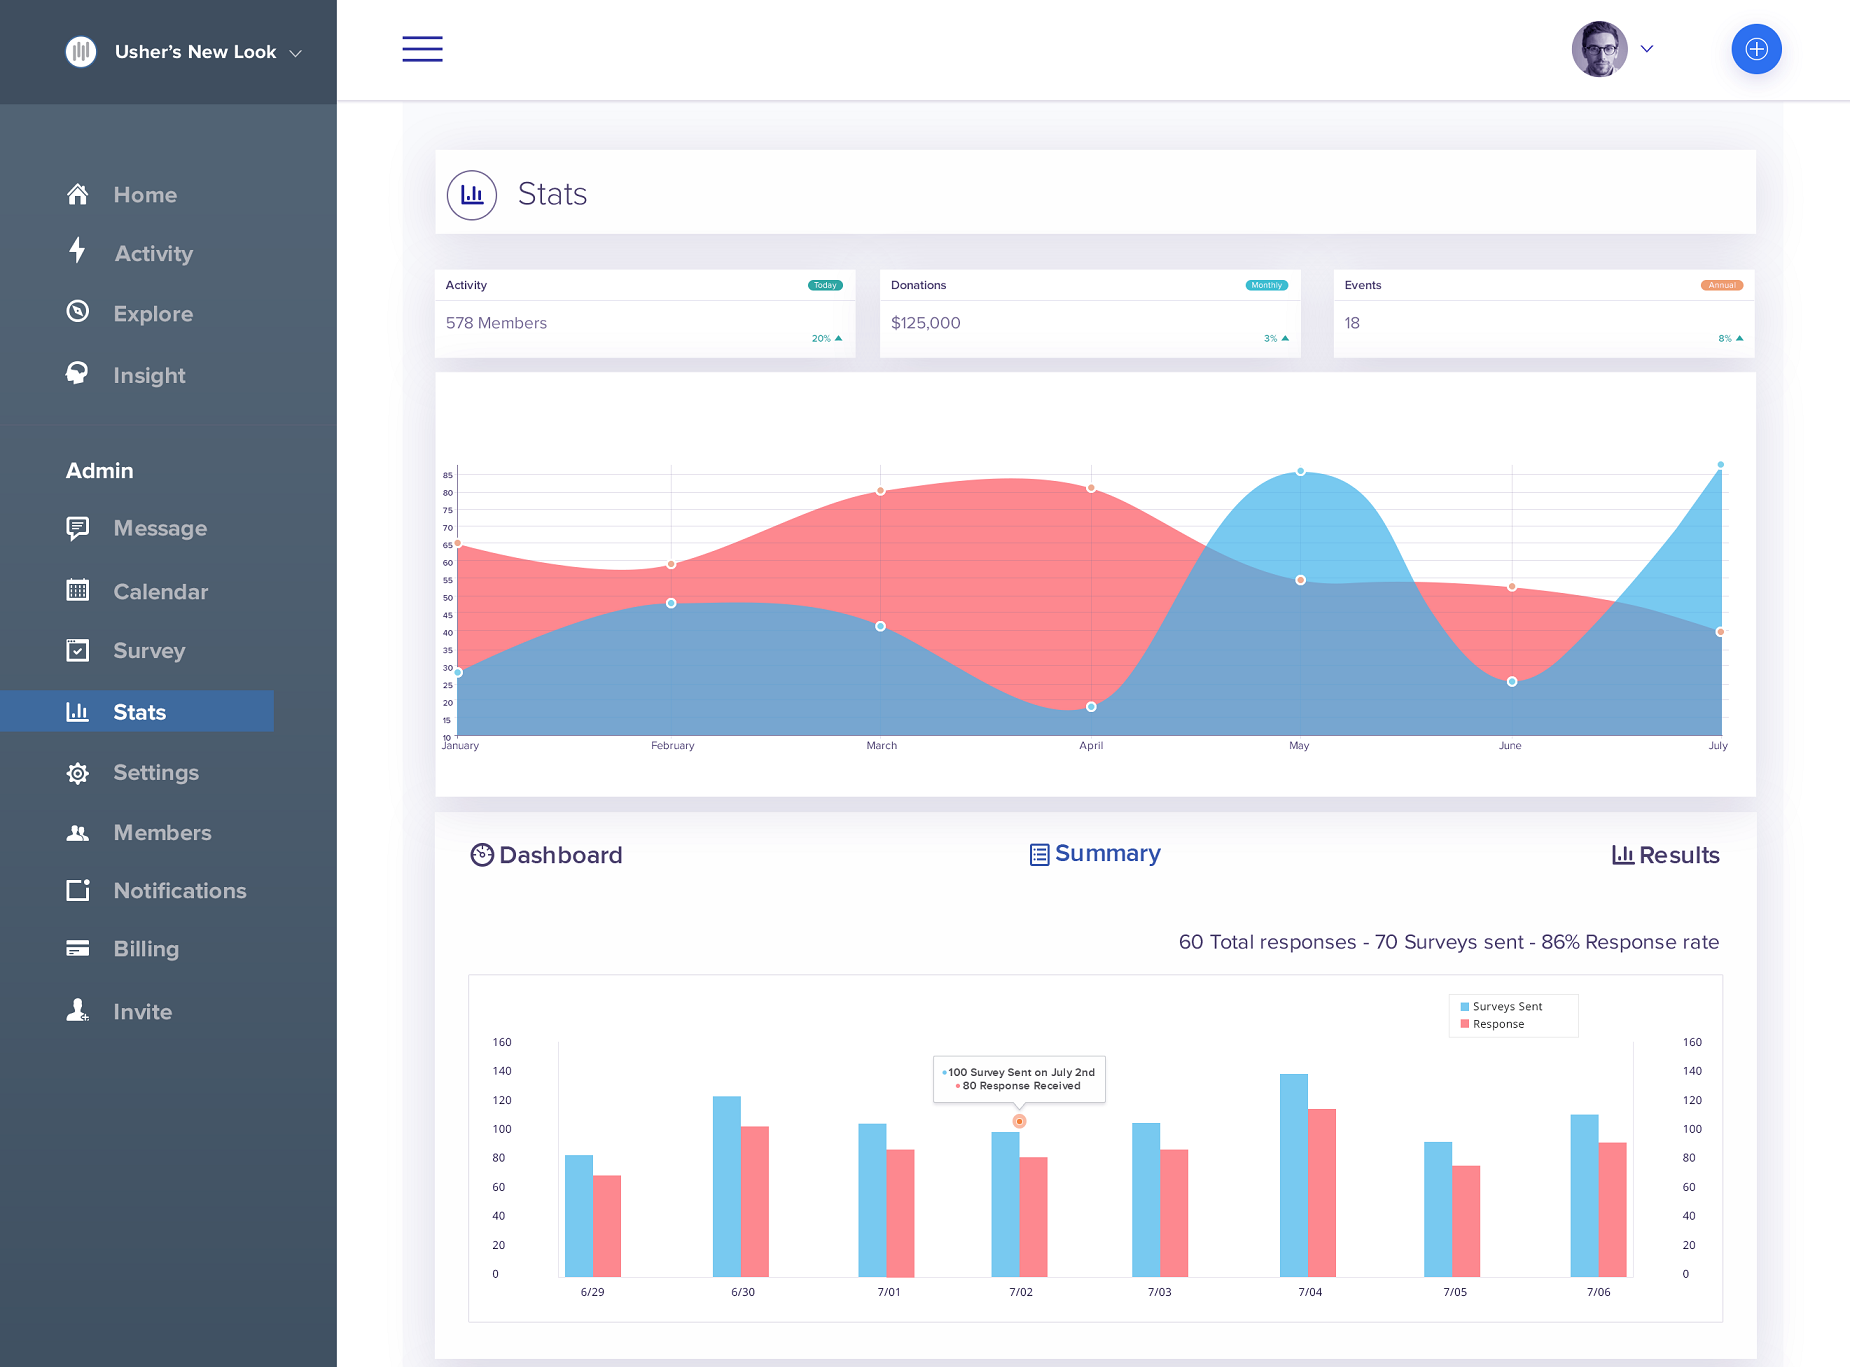 Usher’s New Look
Home
Activity
Explore
Insight
Admin
Message
Calendar
Survey
Stats
Settings
Members
Notifications
Billing
Invite
Stats
Activity Today
578 Members
20%
Donations Monthly
$125,000
3%
Events Annual
18
8%
85
80
75
70
65
60
55
50
45
40
35
30
25
20
15
10
January February March April May June July
Dashboard Summary Results
60 Total responses - 70 Surveys sent - 86% Response rate
Surveys Sent
Response
100 Survey Sent on July 2nd
80 Response Received
160 160
140 140
120 120
100 100
80 80
60 60
40 40
20 20
0 0
6/29 6/30 7/01 7/02 7/03 7/04 7/05 7/06